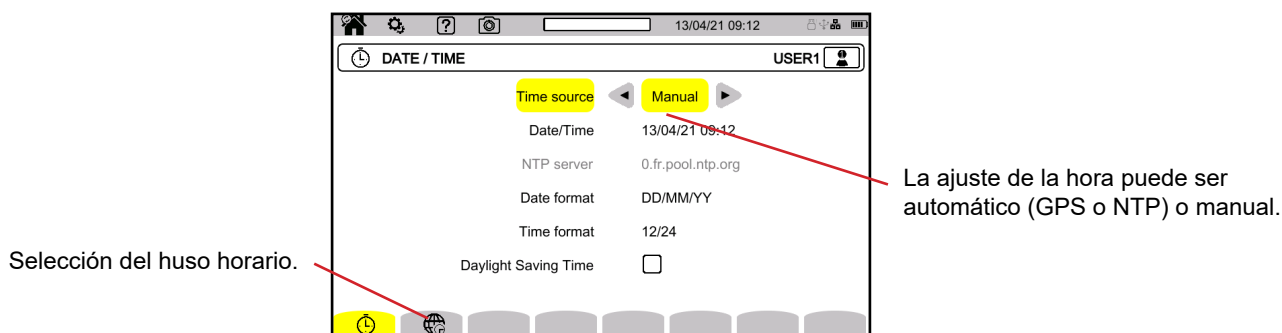 13/04/21 09:12
DATE / TIME
USER1
Time source
Manual
Date/Time
13/04/21 09:12
NTP server
0.fr.pool.ntp.org
Date format
DD/MM/YY
Time format
12/24
Daylight Saving Time
La ajuste de la hora puede ser
automático (GPS o NTP) o manual.
Selección del huso horario.